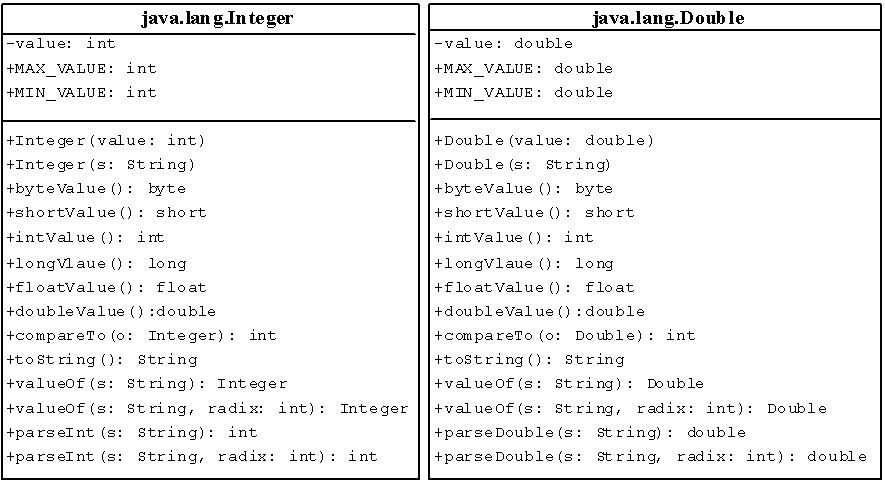 java.lang.Integer
-value: int
+MAX_VALUE: int
+MIN_VALUE: int
+Integer(value: int)
+Integer(s: String)
+byteValue(): byte
+shortValue(): short
+intValue(): int
+longVlaue(): long
+floatValue(): float
+doubleValue():double
+compareTo(o: Integer): int
+toString(): String
+valueOf(s: String): Integer
+valueOf(s: String, radix: int): Integer
+parseInt(s: String): int
+parseInt(s: String, radix: int): int
java.lang.Double
-value: double
+MAX_VALUE: double
+MIN_VALUE: double
+Double(value: double)
+Double(s: String)
+byteValue(): byte
+shortValue(): short
+intValue(): int
+longVlaue(): long
+floatValue(): float
+doubleValue():double
+compareTo(o: Double): int
+toString(): String
+valueOf(s: String): Double
+valueOf(s: String, radix: int): Double
+parseDouble(s: String): double
+parseDouble(s: String, radix: int): double